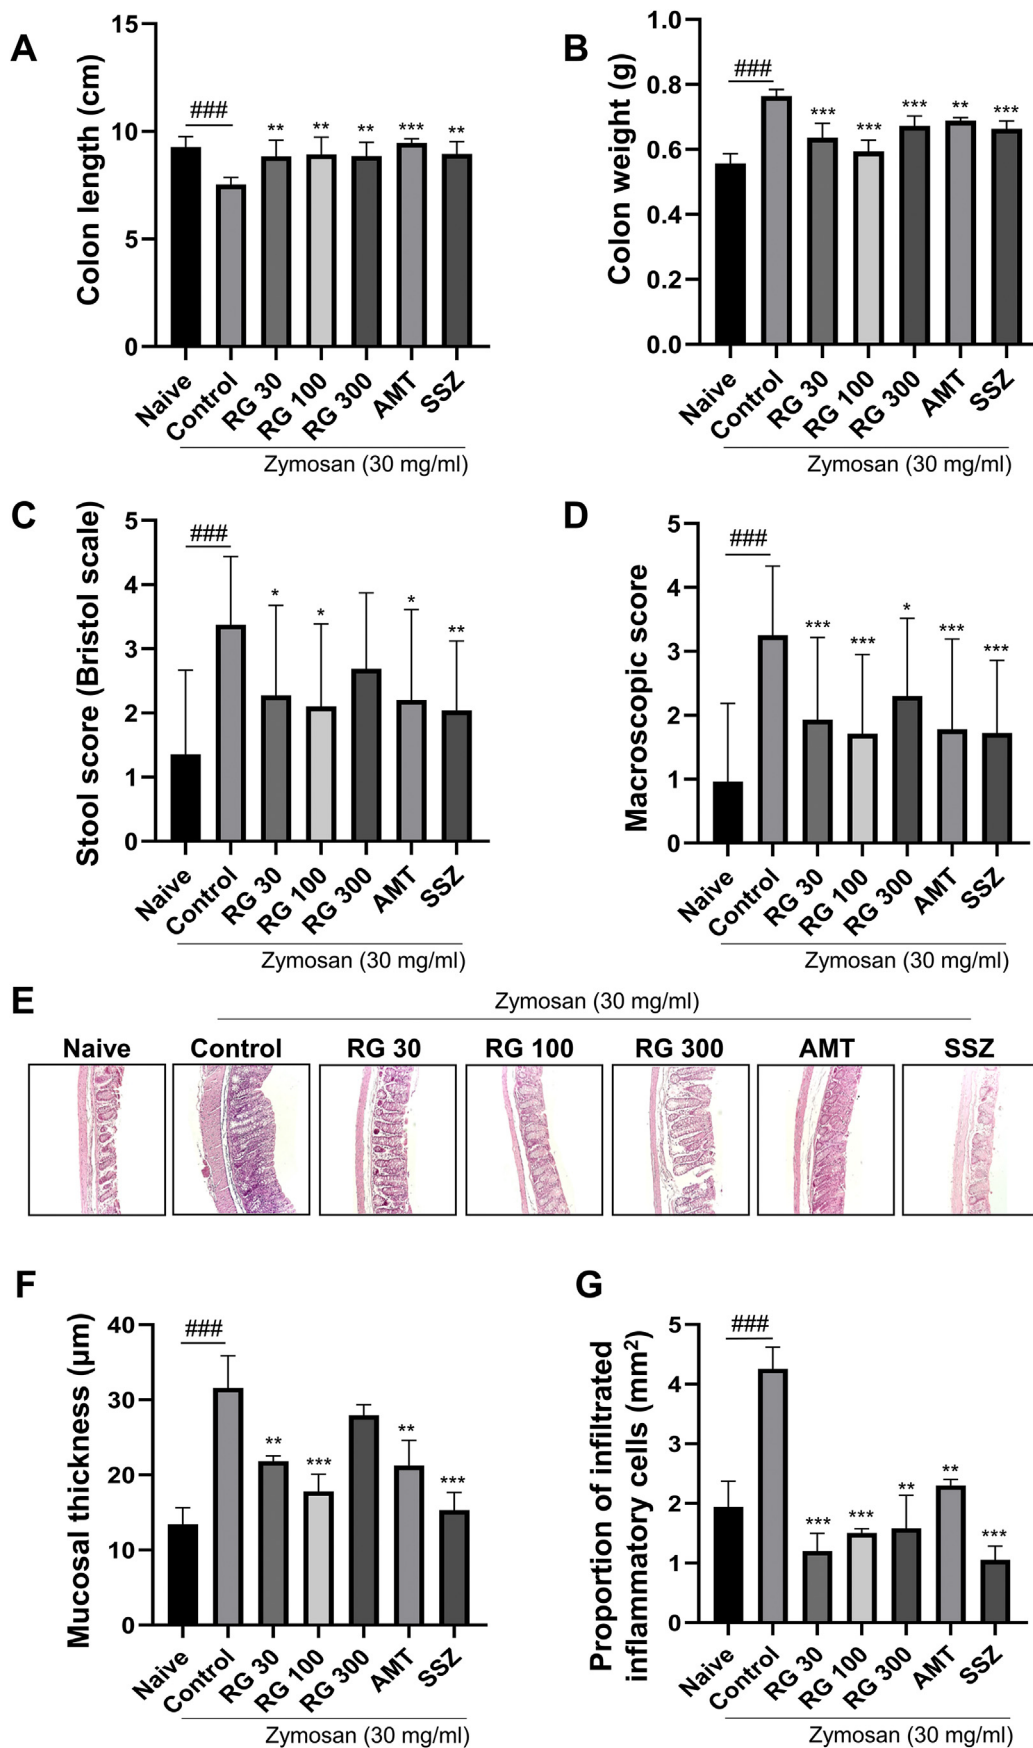 A
Colon length (cm)
15
10
5
0
###
**
**
**
***
**
Naive
Control
RG 30
RG 100
RG 300
AMT
SSZ
Zymosan (30 mg/ml)
B
Colon weight (g)
1.0
0.8
0.6
0.4
0.2
0.0
###
***
***
***
**
***
Naive
Control
RG 30
RG 100
RG 300
AMT
SSZ
Zymosan (30 mg/ml)
C
Stool score (Bristol scale)
5
4
3
2
1
0
###
*
*
*
**
Naive
Control
RG 30
RG 100
RG 300
AMT
SSZ
Zymosan (30 mg/ml)
D
Macroscopic score
5
4
3
2
1
0
###
***
***
*
***
***
Naive
Control
RG 30
RG 100
RG 300
AMT
SSZ
Zymosan (30 mg/ml)
E
Zymosan (30 mg/ml)
Naive
Control
RG 30
RG 100
RG 300
AMT
SSZ
F
Mucosal thickness (µm)
40
30
20
10
0
###
**
***
**
***
Naive
Control
RG 30
RG 100
RG 300
AMT
SSZ
Zymosan (30 mg/ml)
G
Proportion of infiltrated
inflammatory cells (mm²)
5
4
3
2
1
0
###
***
***
**
**
***
Naive
Control
RG 30
RG 100
RG 300
AMT
SSZ
Zymosan (30 mg/ml)